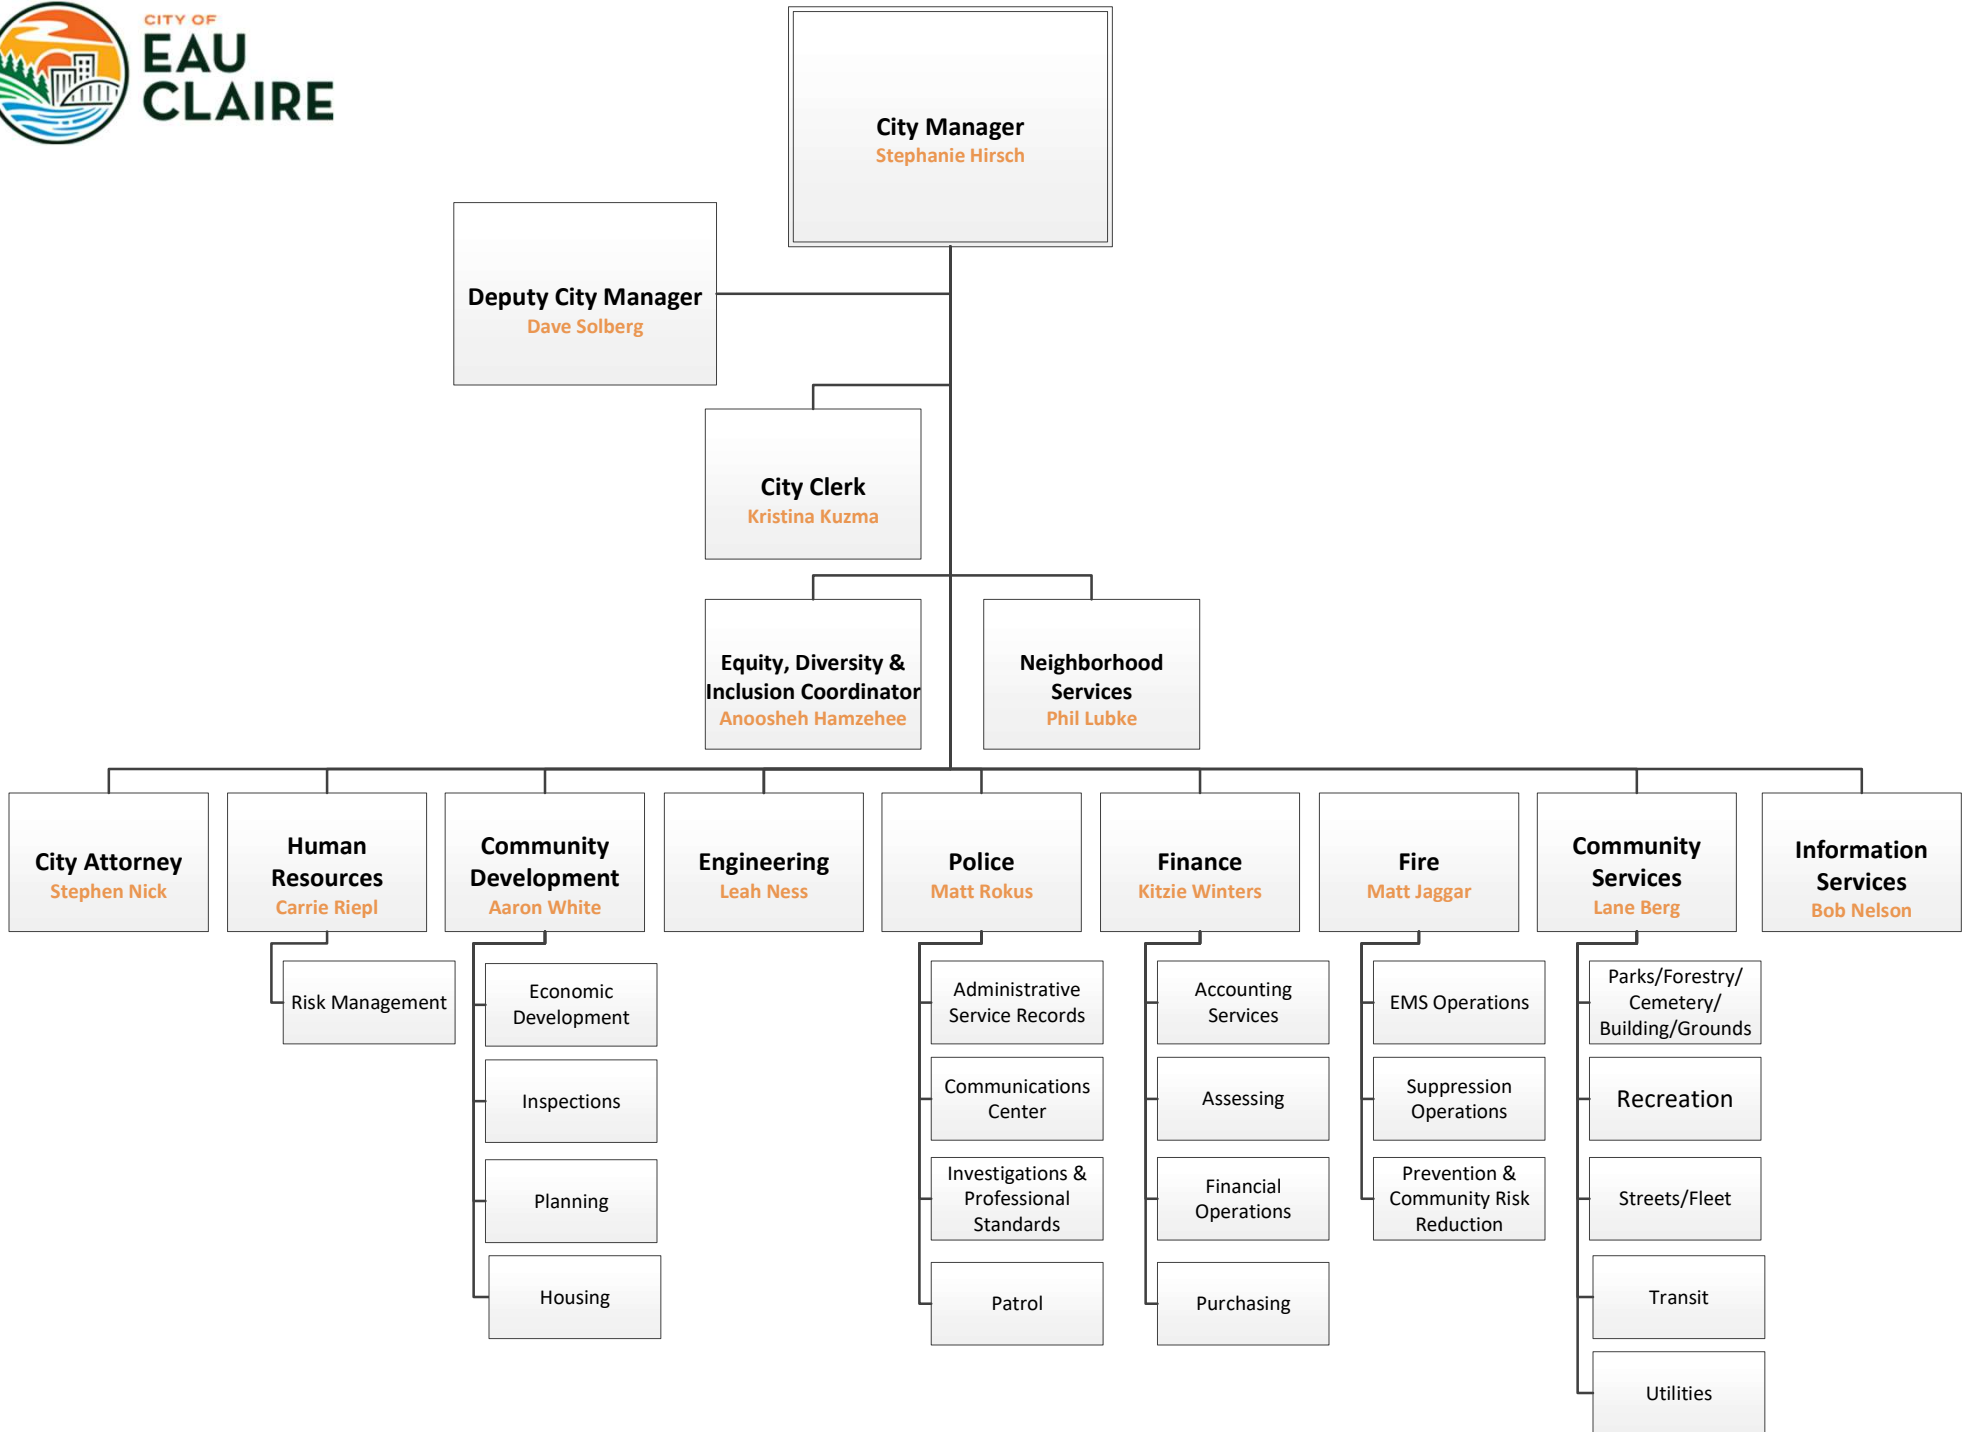 CITY OF
EAU
CLAIRE
City Manager
Stephanie Hirsch
Deputy City Manager
Dave Solberg
City Clerk
Kristina Kuzma
Equity, Diversity &
Inclusion Coordinator
Anoosheh Hamzehee
Neighborhood
Services
Phil Lubke
City Attorney
Stephen Nick
Human
Resources
Carrie Riepl
Risk Management
Community
Development
Aaron White
Economic
Development
Inspections
Planning
Housing
Engineering
Leah Ness
Police
Matt Rokus
Administrative
Service Records
Communications
Center
Investigations &
Professional
Standards
Patrol
Finance
Kitzie Winters
Accounting
Services
Assessing
Financial
Operations
Purchasing
Fire
Matt Jaggar
EMS Operations
Suppression
Operations
Prevention &
Community Risk
Reduction
Community
Services
Lane Berg
Parks/Forestry/
Cemetery/
Building/Grounds
Recreation
Streets/Fleet
Transit
Utilities
Information
Services
Bob Nelson